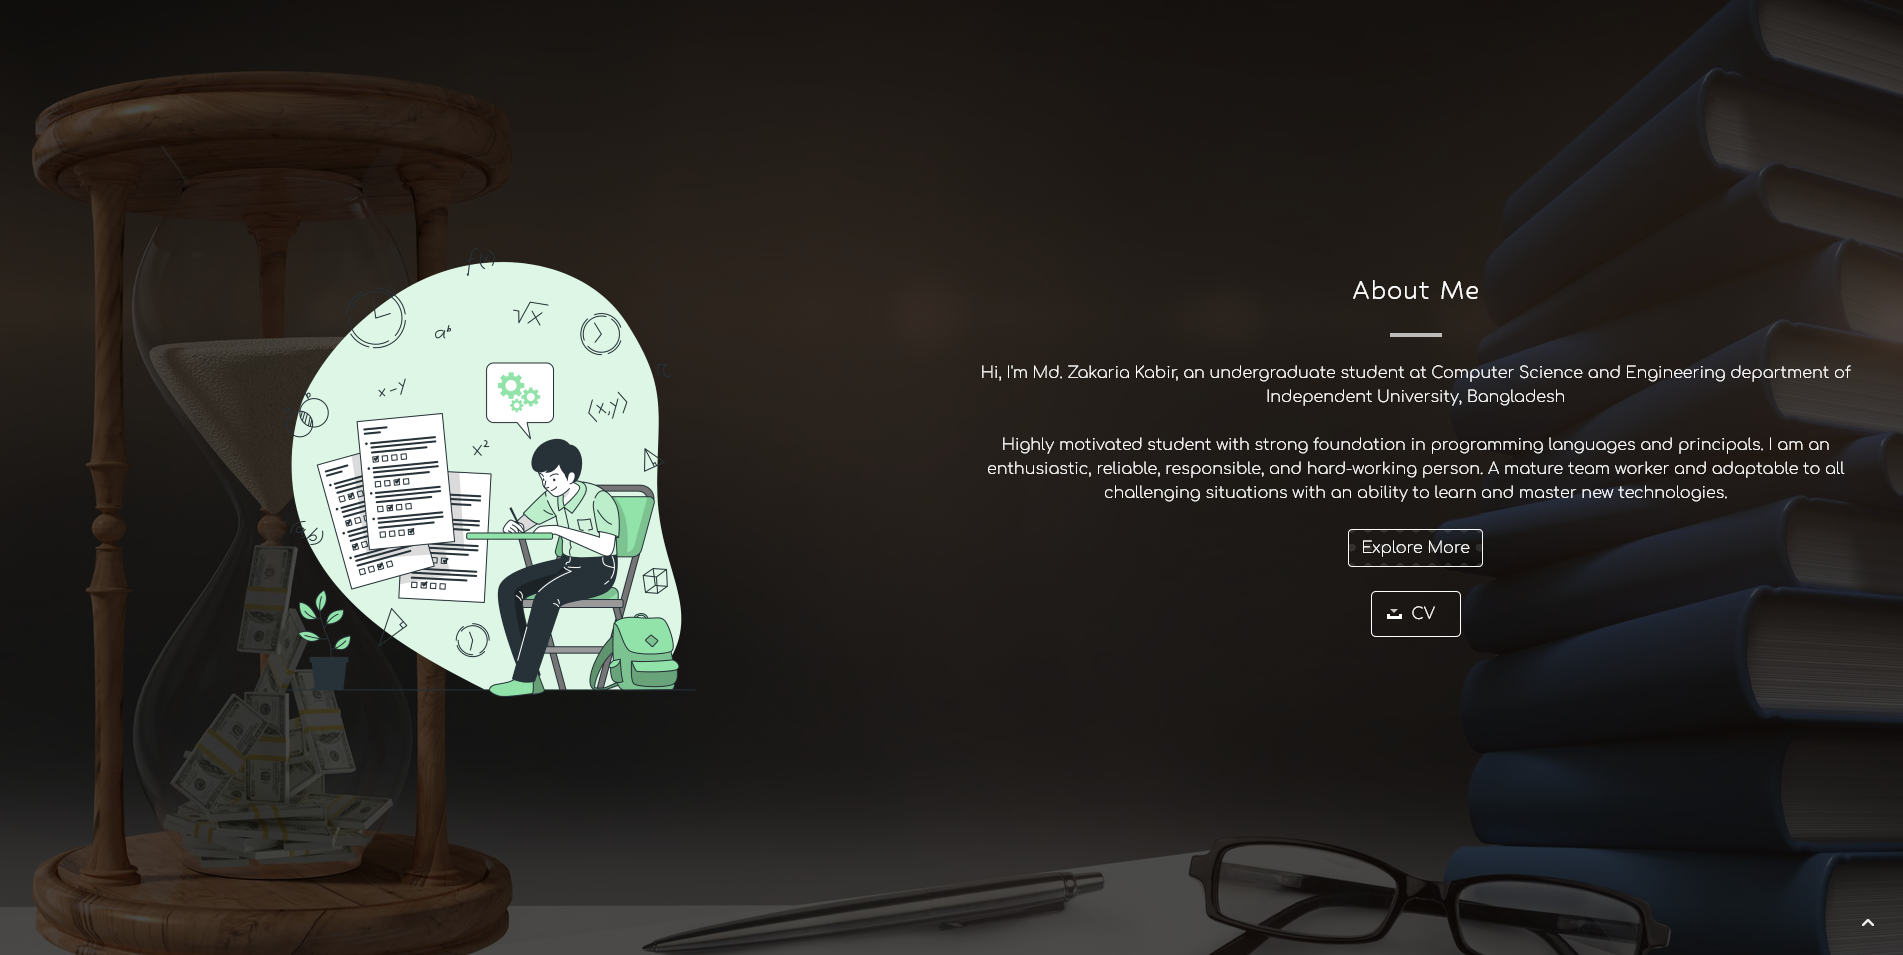 f(x)
√x
aᵇ
x-y
(x,y)
x²
About Me
Hi, I'm Md. Zakaria Kabir, an undergraduate student at Computer Science and Engineering department of
Independent University, Bangladesh
Highly motivated student with strong foundation in programming languages and principals. I am an
enthusiastic, reliable, responsible, and hard-working person. A mature team worker and adaptable to all
challenging situations with an ability to learn and master new technologies.
Explore More
CV